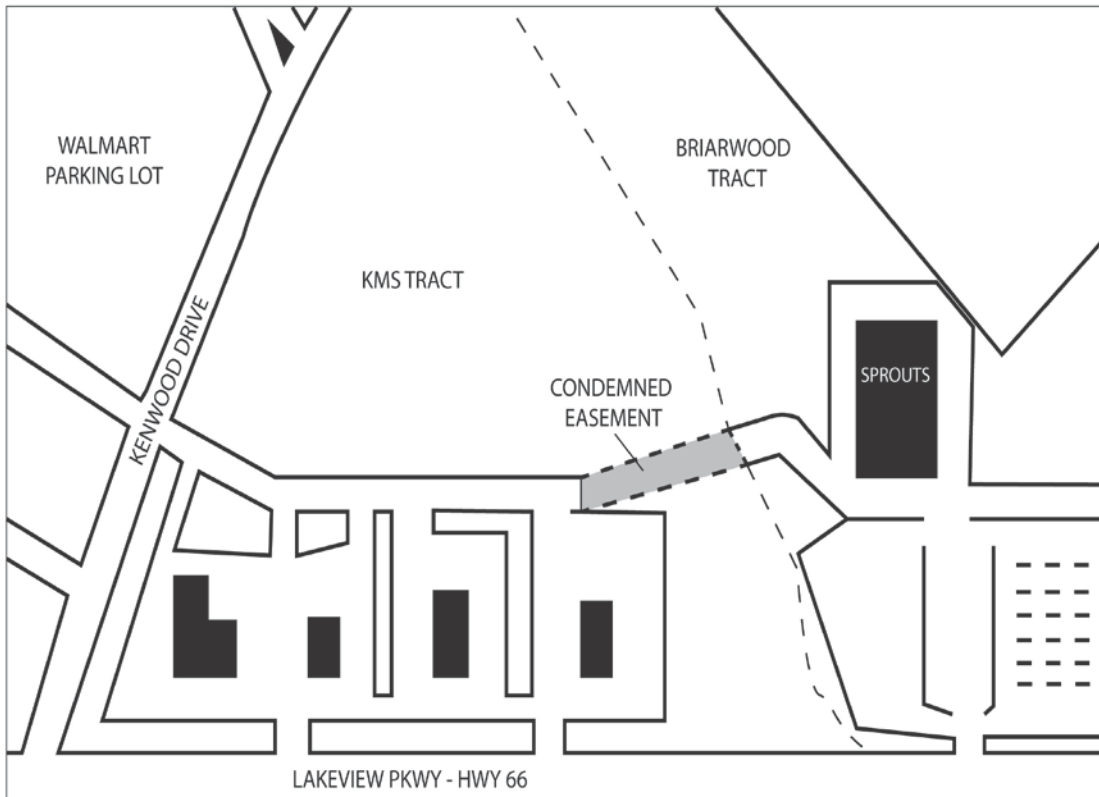 WALMART
PARKING LOT
BRIARWOOD
TRACT
KMS TRACT
KENWOOD DRIVE
CONDEMNED
EASEMENT
SPROUTS
LAKEVIEW PKWY - HWY 66